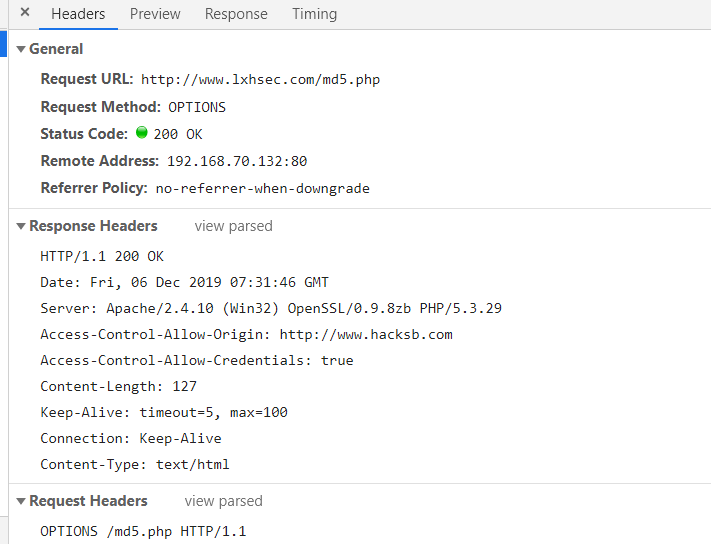 × Headers Preview Response Timing
▼ General
Request URL: http://www.lxhsec.com/md5.php
Request Method: OPTIONS
Status Code: 200 OK
Remote Address: 192.168.70.132:80
Referrer Policy: no-referrer-when-downgrade
▼ Response Headers view parsed
HTTP/1.1 200 OK
Date: Fri, 06 Dec 2019 07:31:46 GMT
Server: Apache/2.4.10 (Win32) OpenSSL/0.9.8zb PHP/5.3.29
Access-Control-Allow-Origin: http://www.hacksb.com
Access-Control-Allow-Credentials: true
Content-Length: 127
Keep-Alive: timeout=5, max=100
Connection: Keep-Alive
Content-Type: text/html
▼ Request Headers view parsed
OPTIONS /md5.php HTTP/1.1